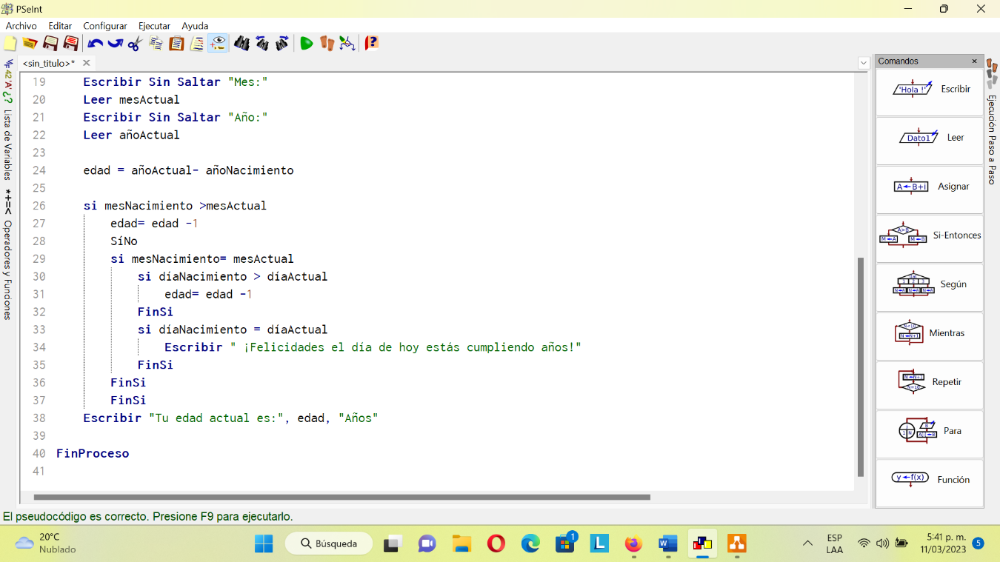 PSeInt
Archivo Editar Configurar Ejecutar Ayuda
<sin_titulo>*
19 Escribir Sin Saltar "Mes:"
20 Leer mesActual
21 Escribir Sin Saltar "Año:"
22 Leer añoActual
23
24 edad = añoActual- añoNacimiento
25
26 si mesNacimiento >mesActual
27 edad= edad -1
28 SíNo
29 si mesNacimiento= mesActual
30 si díaNacimiento > díaActual
31 edad= edad -1
32 FinSi
33 si díaNacimiento = díaActual
34 Escribir " ¡Felicidades el día de hoy estás cumpliendo años!"
35 FinSi
36 FinSi
37 FinSi
38 Escribir "Tu edad actual es:", edad, "Años"
39
40 FinProceso
41
El pseudocódigo es correcto. Presione F9 para ejecutarlo.
42 'A' ¿? Lista de Variables
*+=< Operadores y Funciones
Comandos
'Hola !' Escribir
Dato1 Leer
A←B+i Asignar
A>B M←A M←B Si-Entonces
Según
Mientras
Repetir
Para
y←f(x) Función
Ejecución Paso a Paso
20°C
Nublado
Búsqueda
1
L
W
ESP
LAA
5:41 p. m.
11/03/2023
5